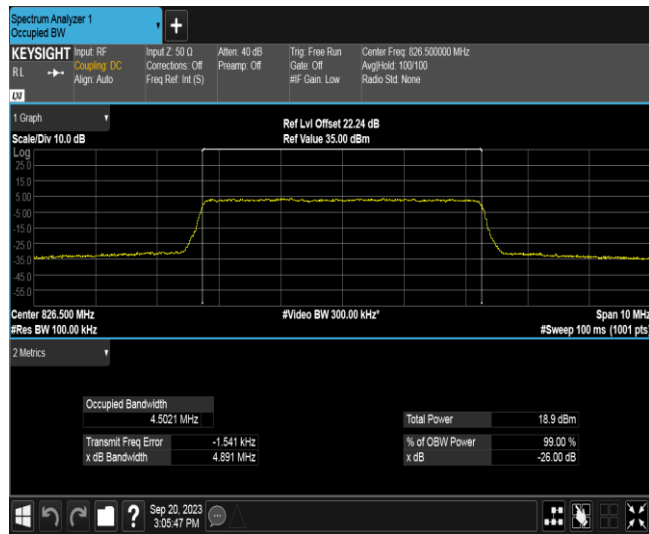 Spectrum Analyzer 1
Occupied BW
+
KEYSIGHT
RL
LXI
Input: RF
Coupling: DC
Align: Auto
Input Z: 50 Ω
Corrections: Off
Freq Ref: Int (S)
Atten: 40 dB
Preamp: Off
Trig: Free Run
Gate: Off
#IF Gain: Low
Center Freq: 826.500000 MHz
Avg|Hold: 100/100
Radio Std: None
1 Graph
Scale/Div 10.0 dB
Ref Lvl Offset 22.24 dB
Ref Value 35.00 dBm
Log
25.0
15.0
5.00
-5.00
-15.0
-25.0
-35.0
-45.0
-55.0
Center 826.500 MHz
#Res BW 100.00 kHz
#Video BW 300.00 kHz*
Span 10 MHz
#Sweep 100 ms (1001 pts)
2 Metrics
Occupied Bandwidth
4.5021 MHz
Transmit Freq Error -1.541 kHz
x dB Bandwidth 4.891 MHz
Total Power 18.9 dBm
% of OBW Power 99.00 %
x dB -26.00 dB
?
Sep 20, 2023
3:05:47 PM